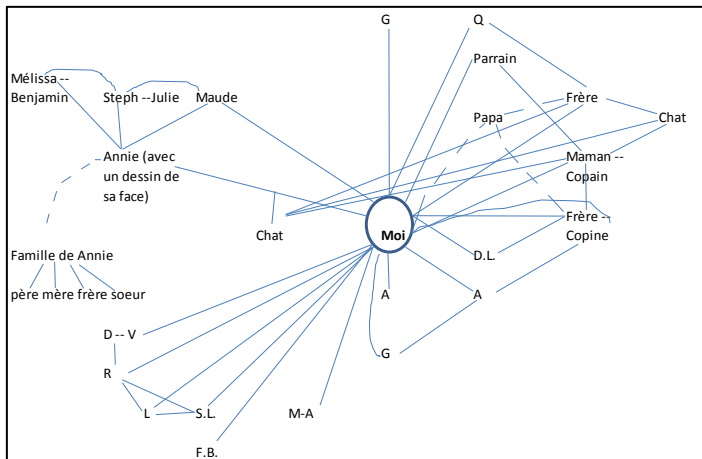 G
Q
Parrain
Mélissa --
Benjamin
Steph --Julie
Maude
Frère
Papa
Chat
Annie (avec
un dessin de
sa face)
Maman --
Copain
Chat
Moi
Frère --
Copine
Famille de Annie
D.L.
père mère frère soeur
A
A
D -- V
G
R
L
S.L.
M-A
F.B.